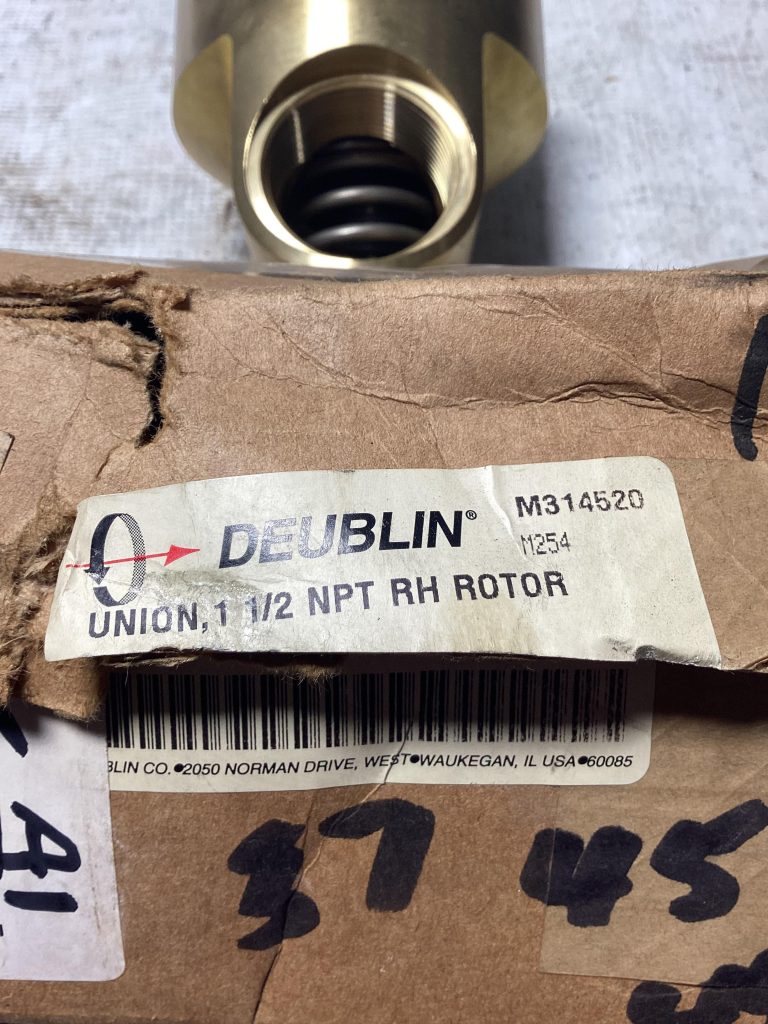 DEUBLIN® M314520
M254
UNION, 1 1/2 NPT RH ROTOR
BLIN CO.●2050 NORMAN DRIVE, WEST●WAUKEGAN, IL USA●60085
A1
37 45